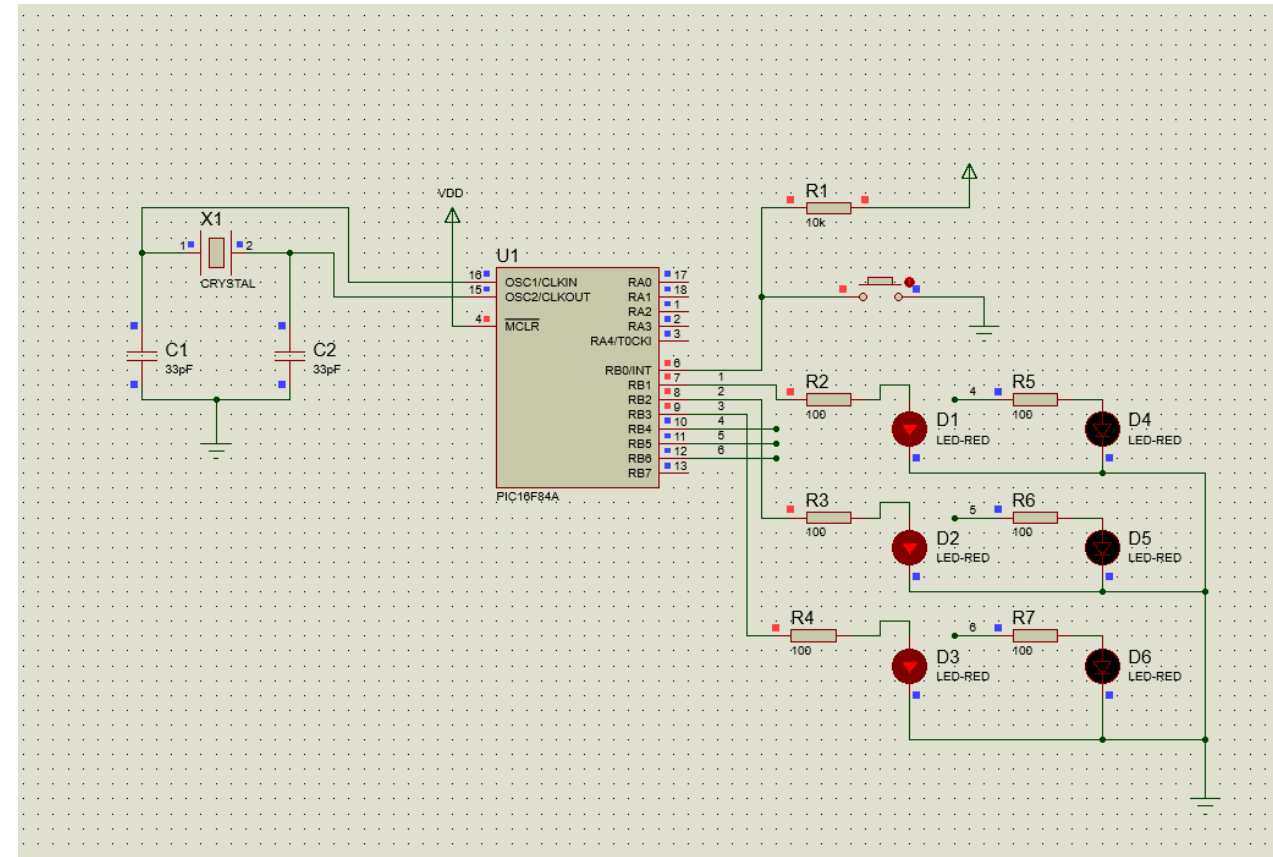 VDD
X1
1
2
CRYSTAL
C1
33pF
C2
33pF
U1
16
OSC1/CLKIN
15
OSC2/CLKOUT
4
MCLR
RA0
17
RA1
18
RA2
1
RA3
2
RA4/T0CKI
3
RB0/INT
6
RB1
7
1
RB2
8
2
RB3
9
3
RB4
10
4
RB5
11
5
RB6
12
6
RB7
13
PIC16F84A
R1
10k
R2
100
D1
LED-RED
4
R5
100
D4
LED-RED
R3
100
D2
LED-RED
5
R6
100
D5
LED-RED
R4
100
D3
LED-RED
6
R7
100
D6
LED-RED